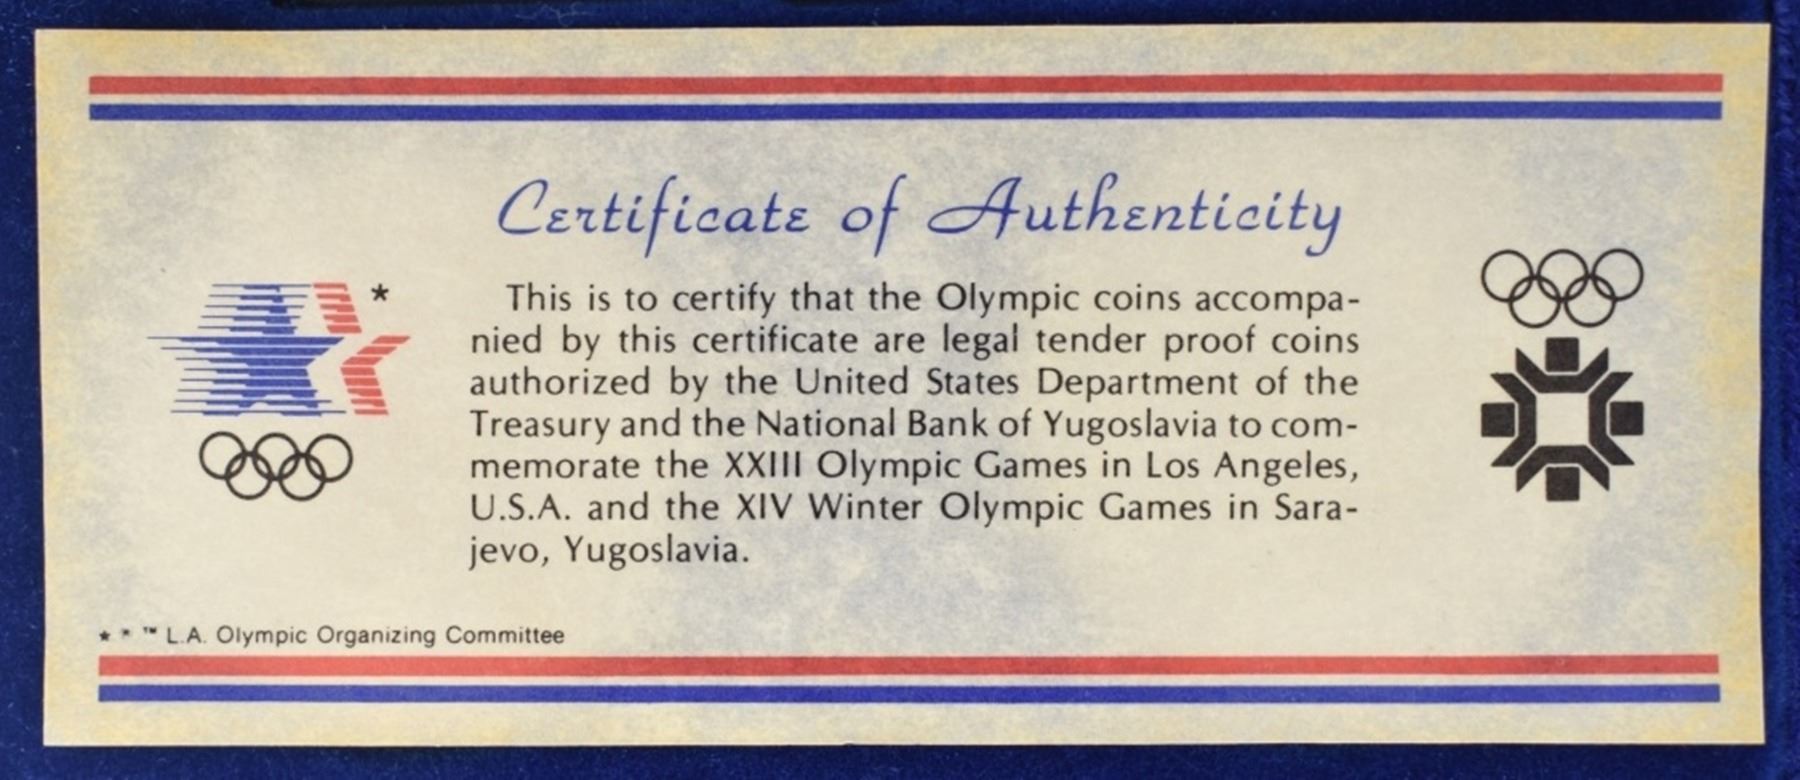 Certificate of Authenticity
*
This is to certify that the Olympic coins accompa-
nied by this certificate are legal tender proof coins
authorized by the United States Department of the
Treasury and the National Bank of Yugoslavia to com-
memorate the XXIII Olympic Games in Los Angeles,
U.S.A. and the XIV Winter Olympic Games in Sara-
jevo, Yugoslavia.
* * ™ L.A. Olympic Organizing Committee